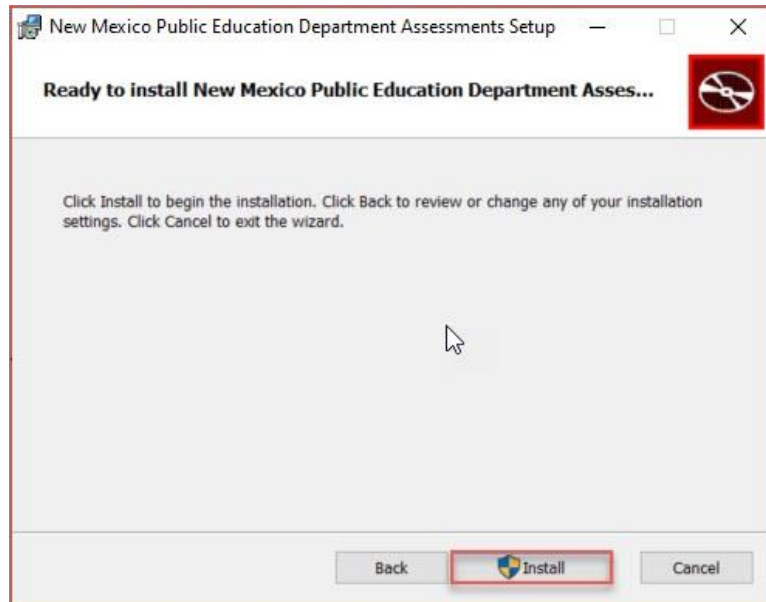 New Mexico Public Education Department Assessments Setup
Ready to install New Mexico Public Education Department Asses...
Click Install to begin the installation. Click Back to review or change any of your installation
settings. Click Cancel to exit the wizard.
Back Install Cancel